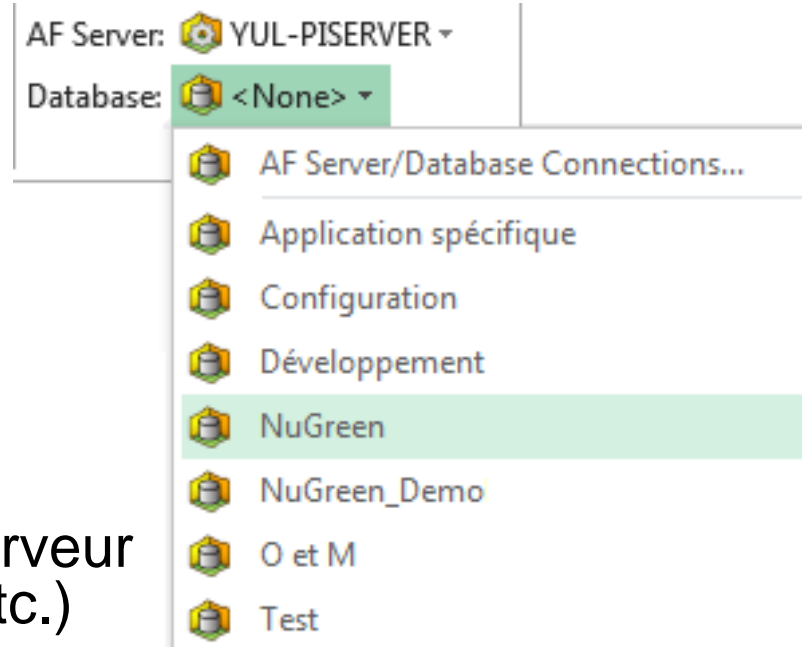 AF Server: YUL-PISERVER
Database: <None>
AF Server/Database Connections...
Application spécifique
Configuration
Développement
NuGreen
NuGreen_Demo
O et M
Test
rveur
tc.)